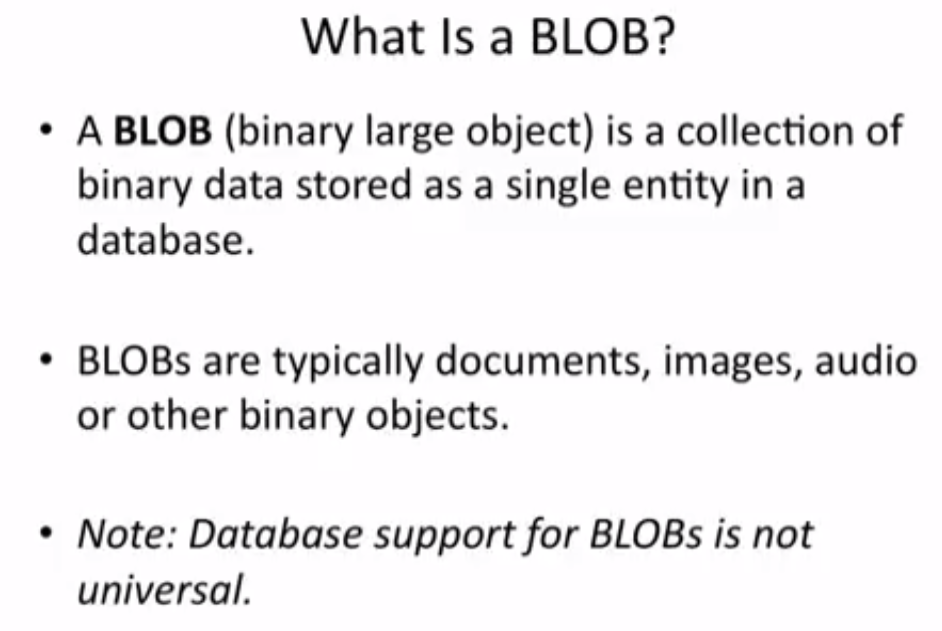 What Is a BLOB?
• A BLOB (binary large object) is a collection of
binary data stored as a single entity in a
database.
• BLOBs are typically documents, images, audio
or other binary objects.
• Note: Database support for BLOBs is not
universal.